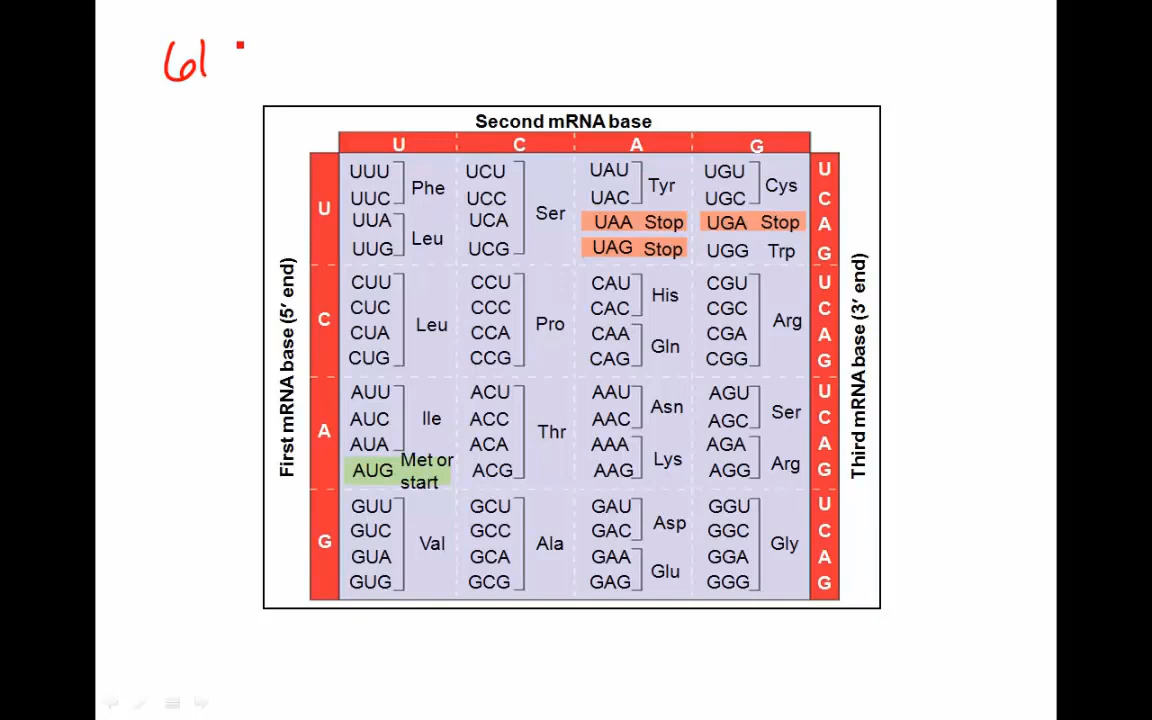 61
Second mRNA base
U C A G
First mRNA base (5′ end)
Third mRNA base (3′ end)
U
UUU
UUC
Phe
UUA
UUG
Leu
UCU
UCC
UCA
UCG
Ser
UAU
UAC
Tyr
UAA Stop
UAG Stop
UGU
UGC
Cys
UGA Stop
UGG Trp
U
C
A
G
C
CUU
CUC
CUA
CUG
Leu
CCU
CCC
CCA
CCG
Pro
CAU
CAC
His
CAA
CAG
Gln
CGU
CGC
CGA
CGG
Arg
U
C
A
G
A
AUU
AUC
AUA
Ile
AUG Met or
start
ACU
ACC
ACA
ACG
Thr
AAU
AAC
Asn
AAA
AAG
Lys
AGU
AGC
Ser
AGA
AGG
Arg
U
C
A
G
G
GUU
GUC
GUA
GUG
Val
GCU
GCC
GCA
GCG
Ala
GAU
GAC
Asp
GAA
GAG
Glu
GGU
GGC
GGA
GGG
Gly
U
C
A
G